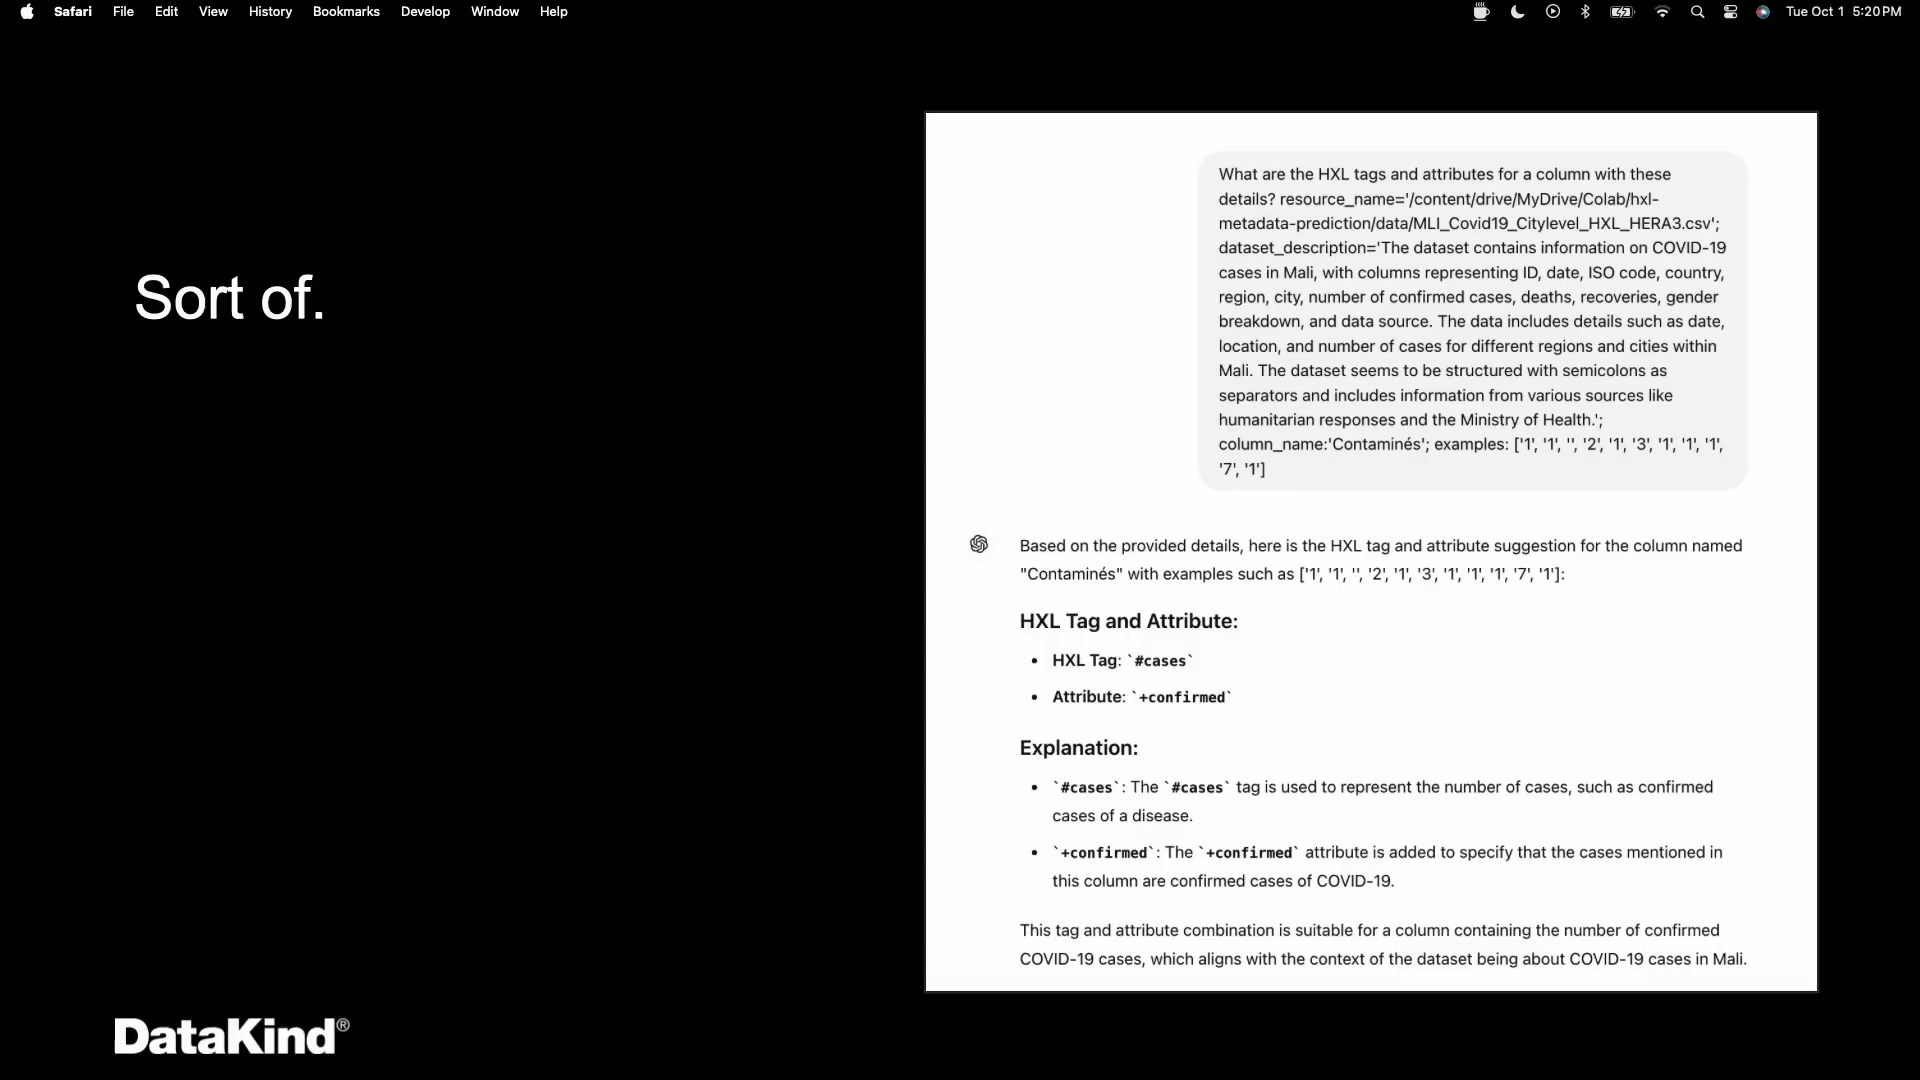 Safari File Edit View History Bookmarks Develop Window Help Tue Oct 1 5:20 PM
Sort of.
What are the HXL tags and attributes for a column with these
details? resource_name='/content/drive/MyDrive/Colab/hxl-
metadata-prediction/data/MLI_Covid19_Citylevel_HXL_HERA3.csv';
dataset_description='The dataset contains information on COVID-19
cases in Mali, with columns representing ID, date, ISO code, country,
region, city, number of confirmed cases, deaths, recoveries, gender
breakdown, and data source. The data includes details such as date,
location, and number of cases for different regions and cities within
Mali. The dataset seems to be structured with semicolons as
separators and includes information from various sources like
humanitarian responses and the Ministry of Health.';
column_name:'Contaminés'; examples: ['1', '1', '', '2', '1', '3', '1', '1', '1',
'7', '1']
Based on the provided details, here is the HXL tag and attribute suggestion for the column named
"Contaminés" with examples such as ['1', '1', '', '2', '1', '3', '1', '1', '1', '7', '1']:
HXL Tag and Attribute:
• HXL Tag: `#cases`
• Attribute: `+confirmed`
Explanation:
• `#cases`: The `#cases` tag is used to represent the number of cases, such as confirmed
cases of a disease.
• `+confirmed`: The `+confirmed` attribute is added to specify that the cases mentioned in
this column are confirmed cases of COVID-19.
This tag and attribute combination is suitable for a column containing the number of confirmed
COVID-19 cases, which aligns with the context of the dataset being about COVID-19 cases in Mali.
DataKind®